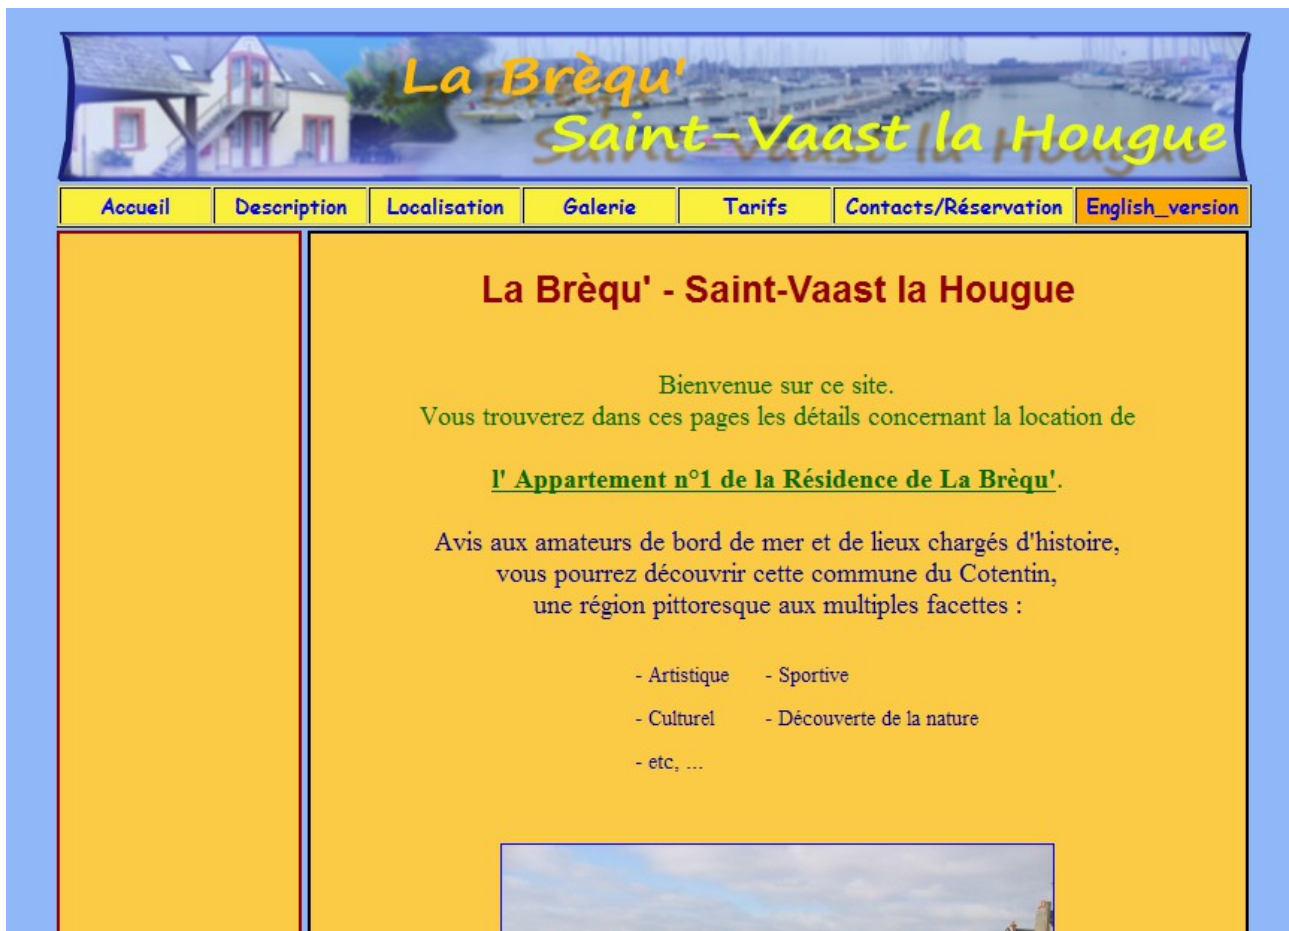 La Brèqu'
Saint-Vaast la Hougue
Accueil Description Localisation Galerie Tarifs Contacts/Réservation English_version
La Brèqu' - Saint-Vaast la Hougue
Bienvenue sur ce site.
Vous trouverez dans ces pages les détails concernant la location de
l' Appartement n°1 de la Résidence de La Brèqu'.
Avis aux amateurs de bord de mer et de lieux chargés d'histoire,
vous pourrez découvrir cette commune du Cotentin,
une région pittoresque aux multiples facettes :
- Artistique - Sportive
- Culturel - Découverte de la nature
- etc, ...